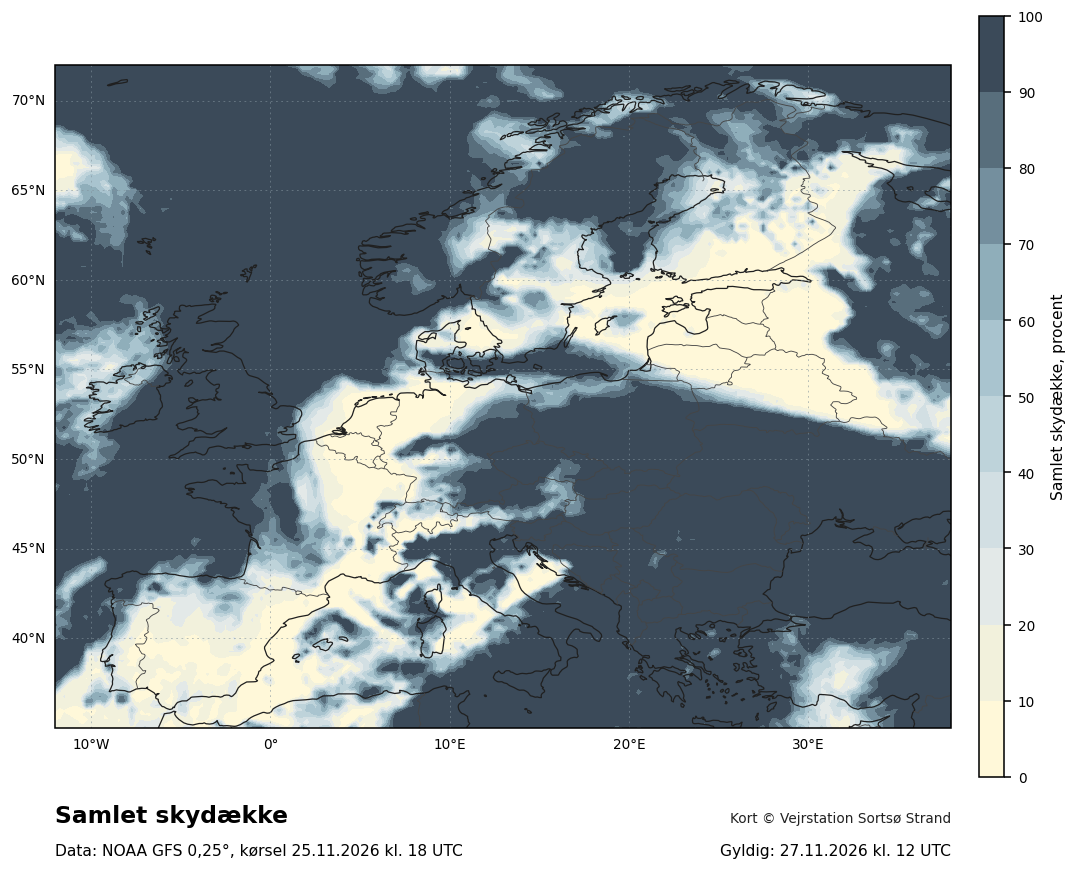 100
90
80
70
60
50
40
30
20
10
0
Samlet skydække, procent
70°N
65°N
60°N
55°N
50°N
45°N
40°N
10°W
0°
10°E
20°E
30°E
Samlet skydække
Kort © Vejrstation Sortsø Strand
Data: NOAA GFS 0,25°, kørsel 25.11.2026 kl. 18 UTC
Gyldig: 27.11.2026 kl. 12 UTC